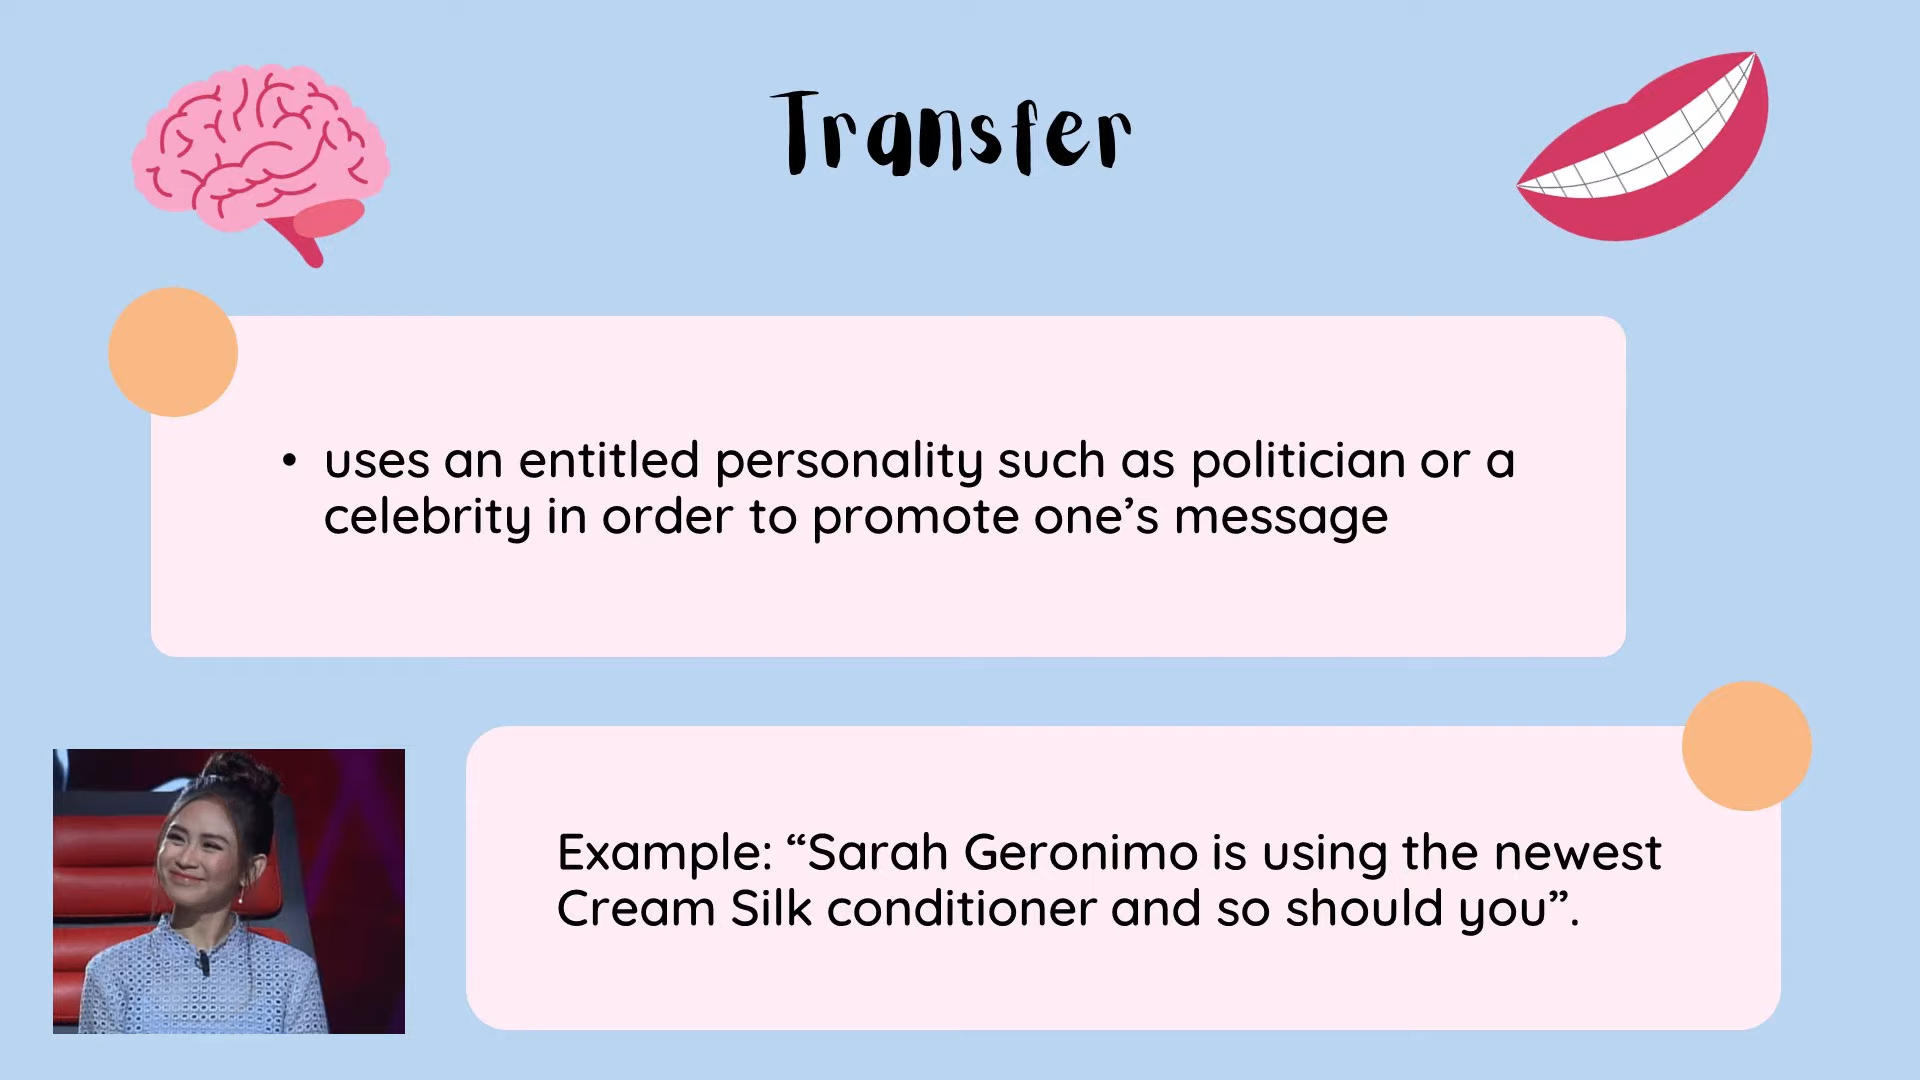 Transfer
• uses an entitled personality such as politician or a
celebrity in order to promote one’s message
Example: “Sarah Geronimo is using the newest
Cream Silk conditioner and so should you”.